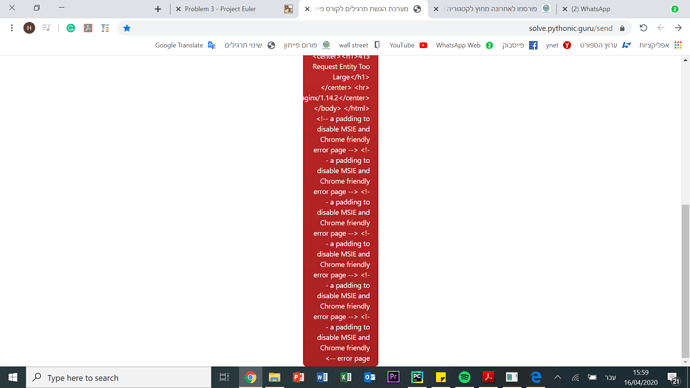 Problem 3 - Project Euler
מערכת הגשת תרגילים לקורס פיי
פורסמו לאחרונה מחוץ לקטגוריה
(2) WhatsApp
solve.pythonic.guru/send
H
Google Translate
שינוי תרגילים
פורום פייתון
wall street
YouTube
WhatsApp Web
פייסבוק
ynet
ערוץ הספורט
אפליקציות
<center><h1>413
Request Entity Too
Large</h1>
</center> <hr>
nginx/1.14.2</center>
</body> </html>
<!-- a padding to
disable MSIE and
Chrome friendly
error page --> <!-
- a padding to
disable MSIE and
Chrome friendly
error page --> <!-
- a padding to
disable MSIE and
Chrome friendly
error page --> <!-
- a padding to
disable MSIE and
Chrome friendly
error page --> <!-
- a padding to
disable MSIE and
Chrome friendly
error page --> <!-
- a padding to
disable MSIE and
Chrome friendly
<-- error page
Type here to search
עבר
15:59
16/04/2020
21